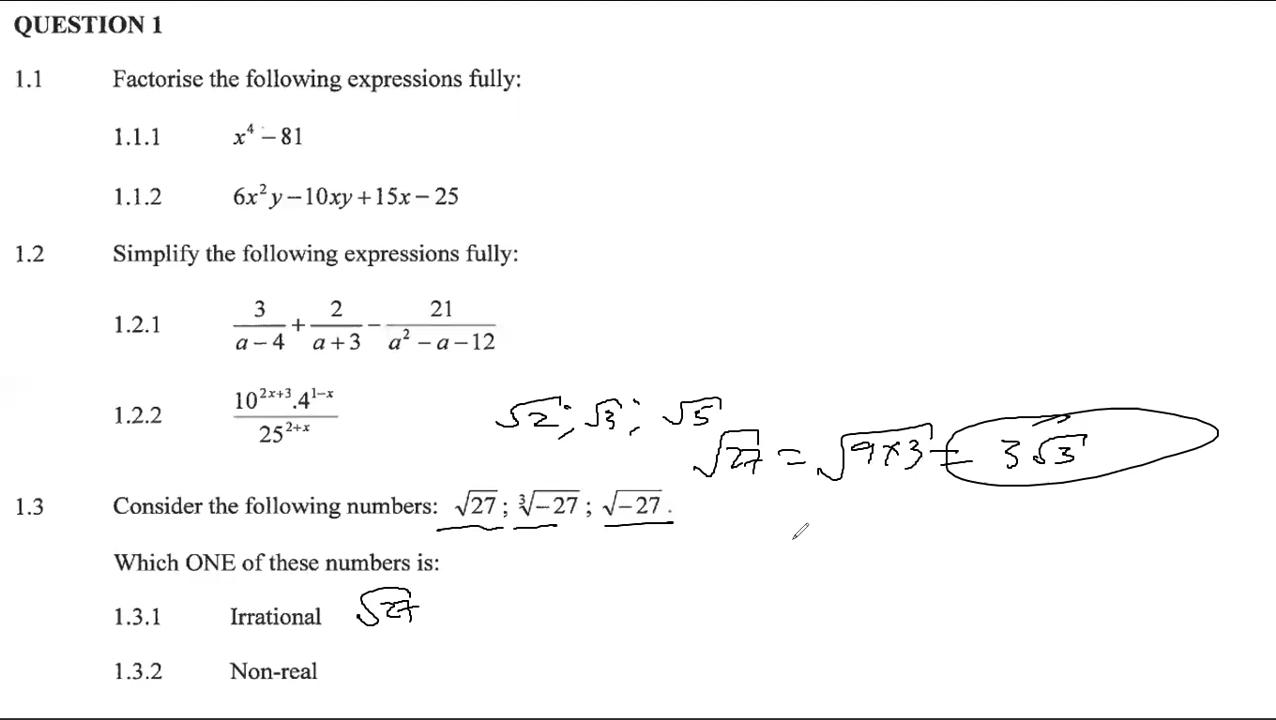 QUESTION 1
1.1 Factorise the following expressions fully:
1.1.1 x⁴ – 81
1.1.2 6x²y – 10xy + 15x – 25
1.2 Simplify the following expressions fully:
1.2.1 3/(a – 4) + 2/(a + 3) – 21/(a² – a – 12)
1.2.2 (10^(2x+3) . 4^(1–x))/(25^(2+x))
√2; √3; √5
√27 = √(9×3) = 3√3
1.3 Consider the following numbers: √27 ; ∛–27 ; √–27 .
Which ONE of these numbers is:
1.3.1 Irrational √27
1.3.2 Non-real